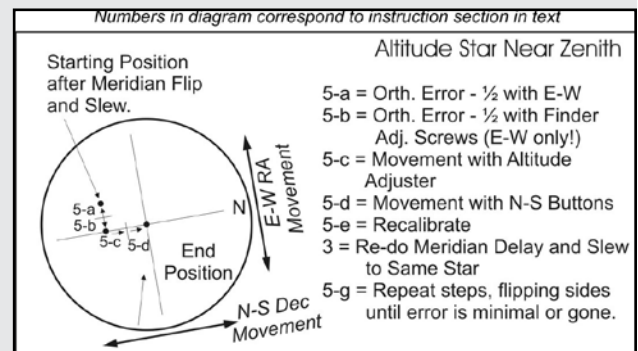 Numbers in diagram correspond to instruction section in text
Altitude Star Near Zenith
Starting Position
after Meridian Flip
and Slew.
5-a
5-b
5-c
5-d
N
End
Position
E-W RA
Movement
N-S Dec
Movement
5-a = Orth. Error - ½ with E-W
5-b = Orth. Error - ½ with Finder
Adj. Screws (E-W only!)
5-c = Movement with Altitude
Adjuster
5-d = Movement with N-S Buttons
5-e = Recalibrate
3 = Re-do Meridian Delay and Slew
to Same Star
5-g = Repeat steps, flipping sides
until error is minimal or gone.